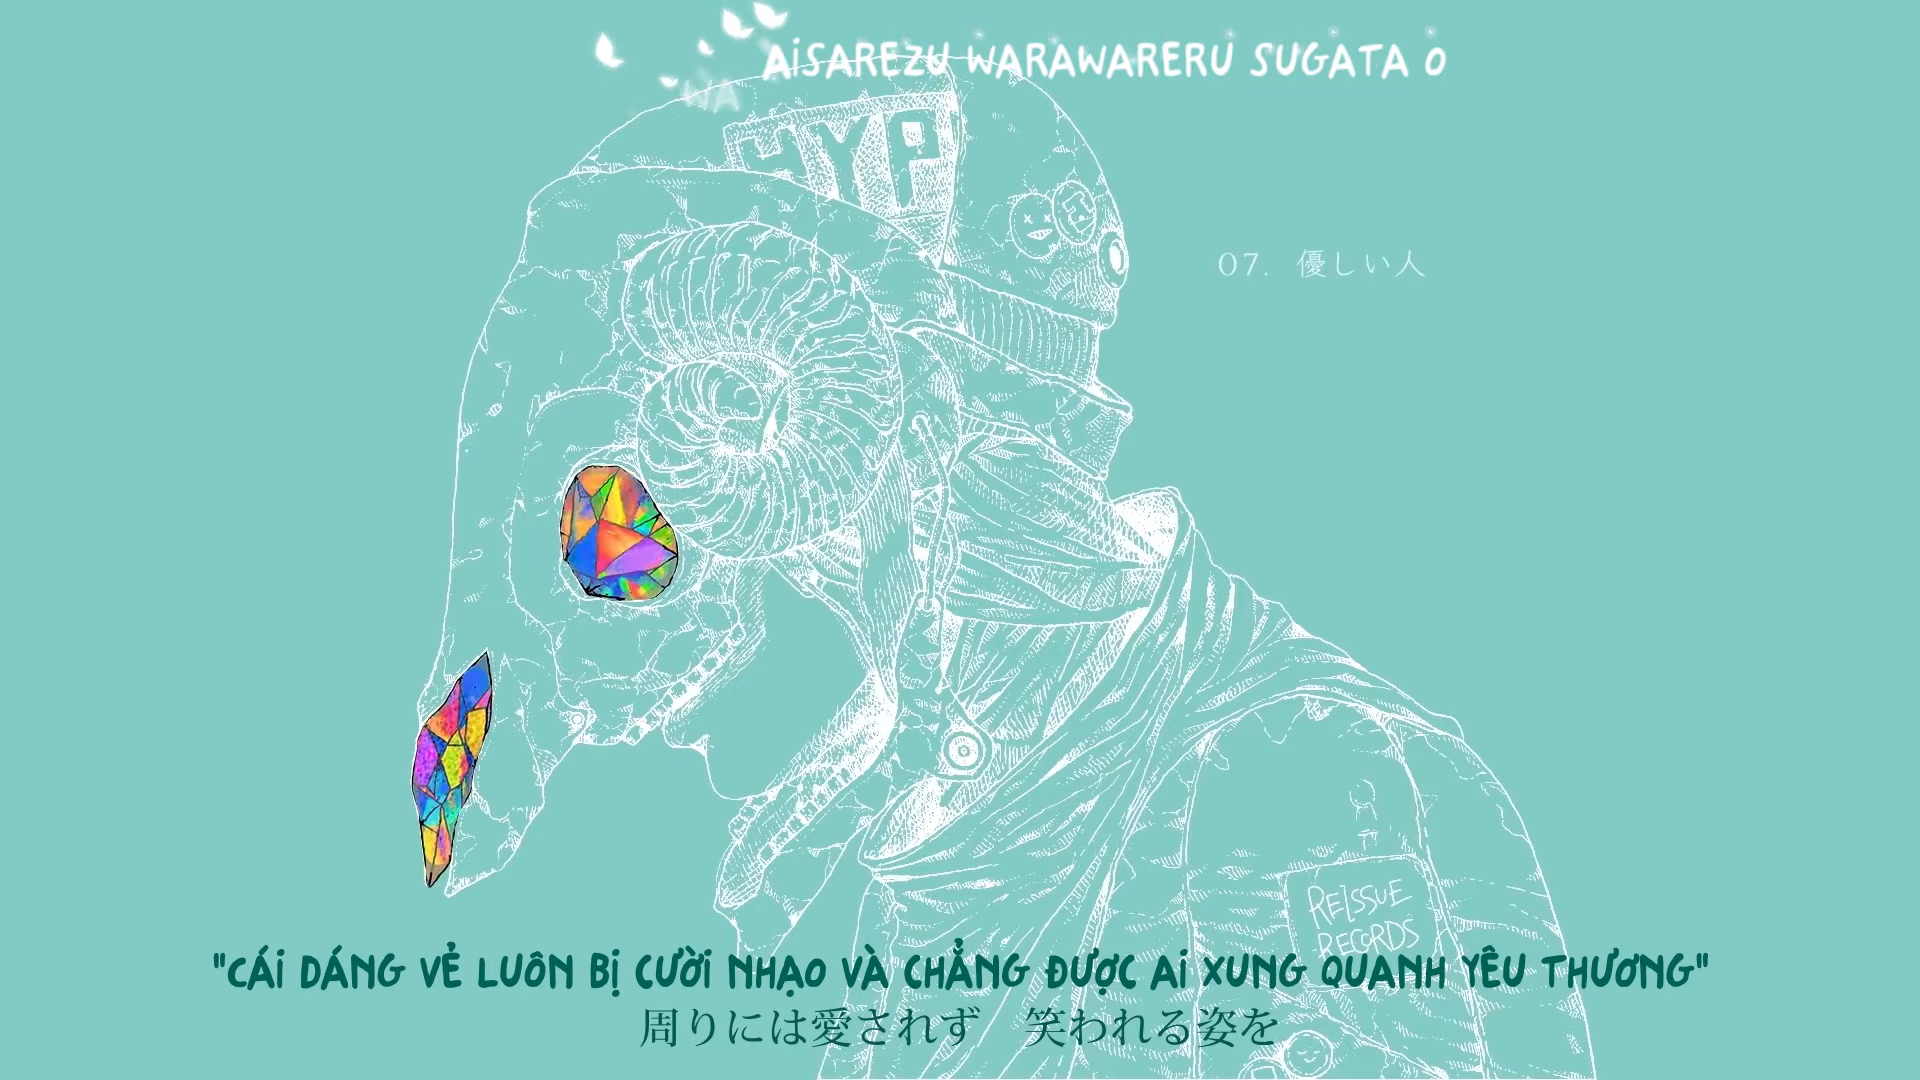 AiSAREZU WARAWARERU SUGATA O
WA
HYP
07. 優しい人
REISSUE
RECORDS
"CÁi DÁNG VẺ LUÔN Bị CƯỜi NHẠO VÀ CHẲNG ĐƯỢC Ai XUNG QUANH YÊU THƯƠNG"
周りには愛されず 笑われる姿を